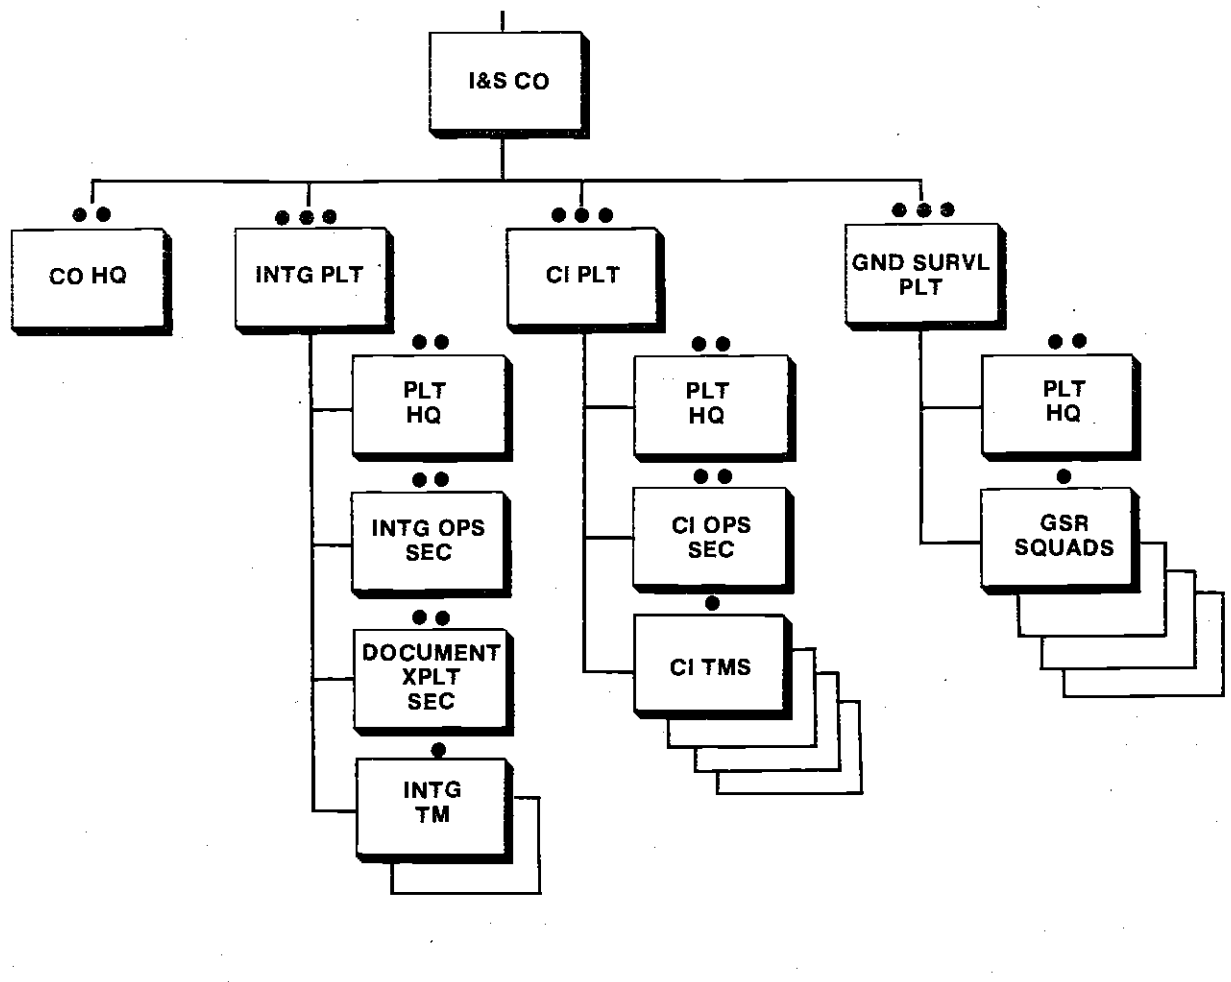 I&S CO
CO HQ
INTG PLT
CI PLT
GND SURVL
PLT
PLT
HQ
INTG OPS
SEC
DOCUMENT
XPLT
SEC
INTG
TM
PLT
HQ
CI OPS
SEC
CI TMS
PLT
HQ
GSR
SQUADS